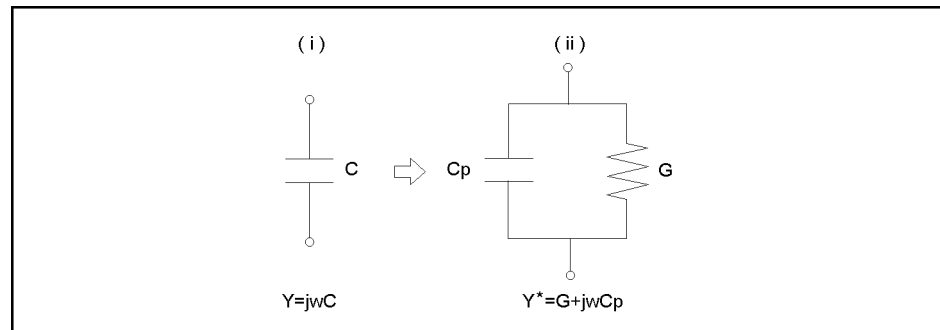 ( i )
( ii )
C
Cp
G
Y=jwC
Y*=G+jwCp